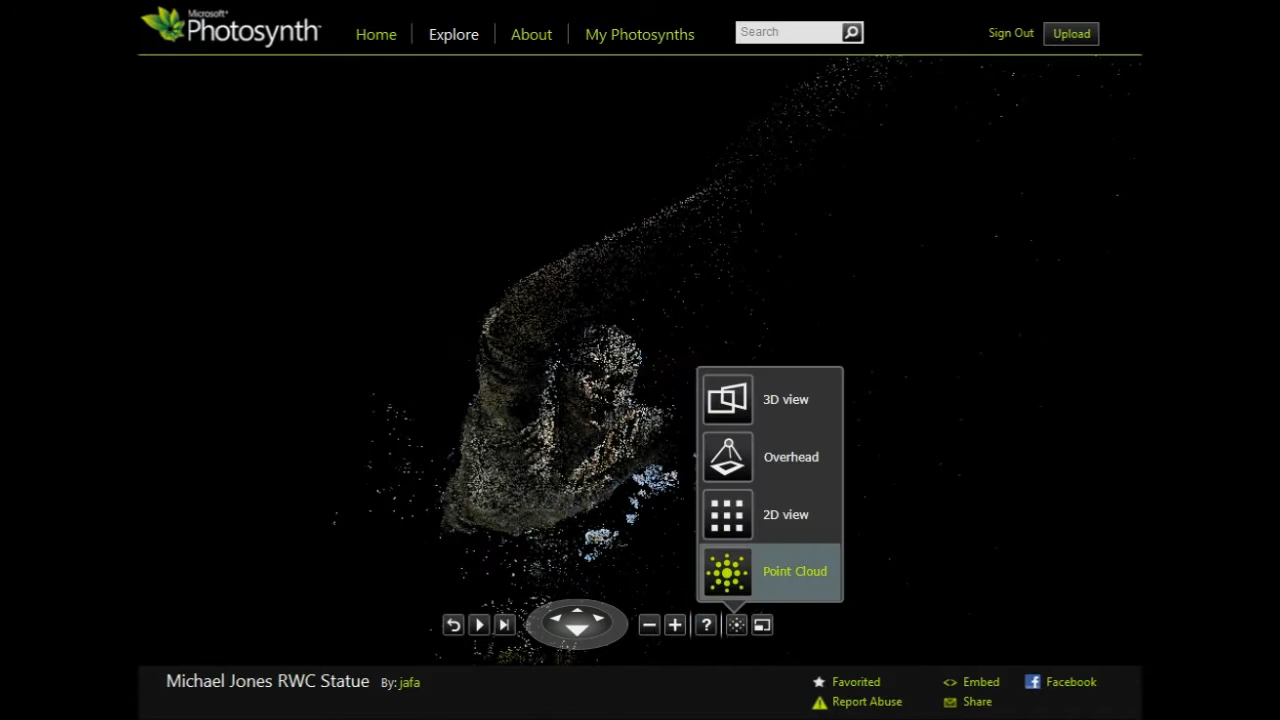 Microsoft®
Photosynth™
Home
Explore
About
My Photosynths
Search
Sign Out
Upload
3D view
Overhead
2D view
Point Cloud
?
Michael Jones RWC Statue By: jafa
Favorited
Embed
Facebook
Report Abuse
Share